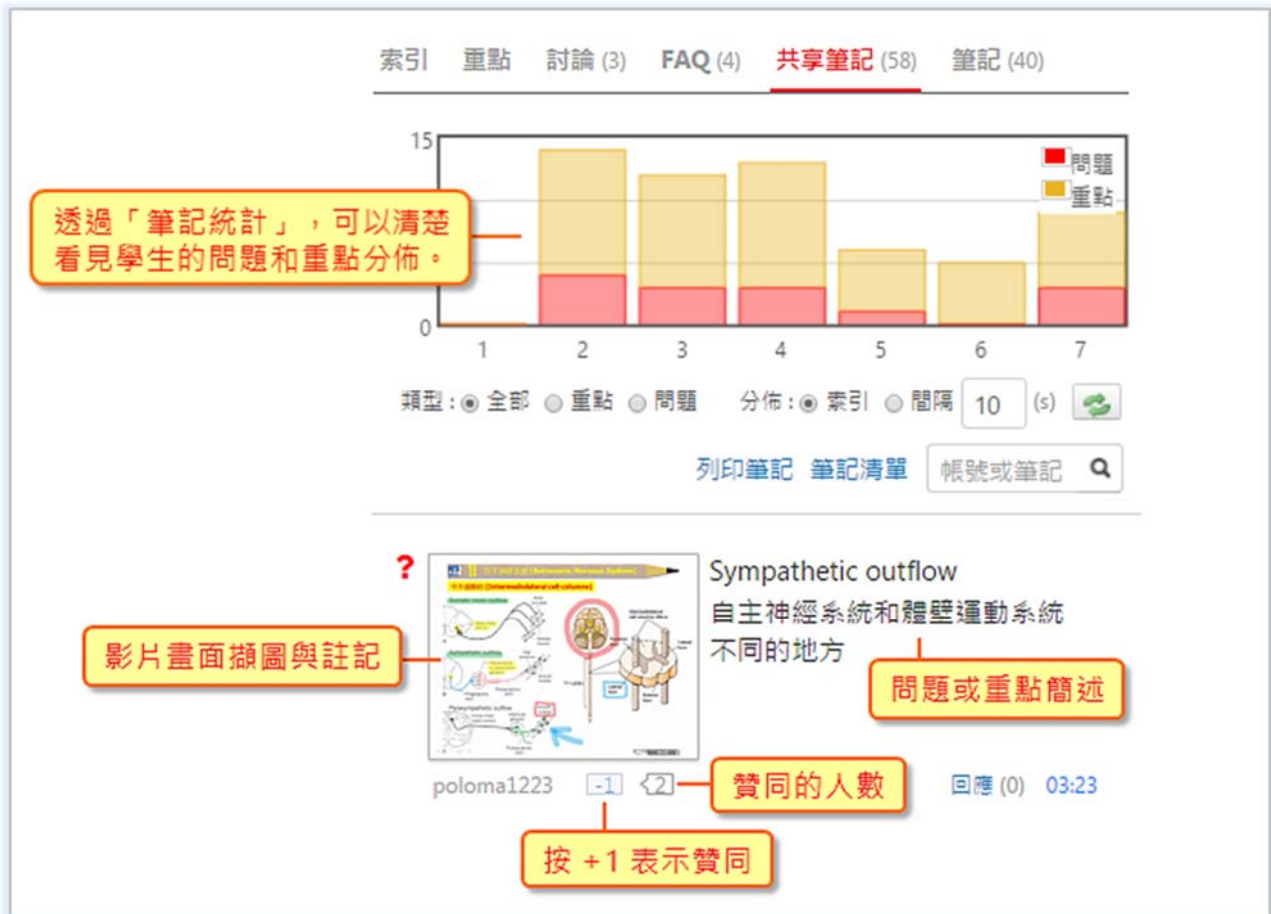 索引 重點 討論 (3) FAQ (4) 共享筆記 (58) 筆記 (40)
15
問題
重點
透過「筆記統計」，可以清楚
看見學生的問題和重點分佈。
0
1 2 3 4 5 6 7
類型: 全部 重點 問題 分佈: 索引 間隔 10 (s)
列印筆記 筆記清單 帳號或筆記
?
Sympathetic outflow
自主神經系統和體壁運動系統
不同的地方
影片畫面擷圖與註記
Sympathetic outflow
Parasympathetic outflow
問題或重點簡述
poloma1223 -1 2 贊同的人數 回應 (0) 03:23
按 +1 表示贊同